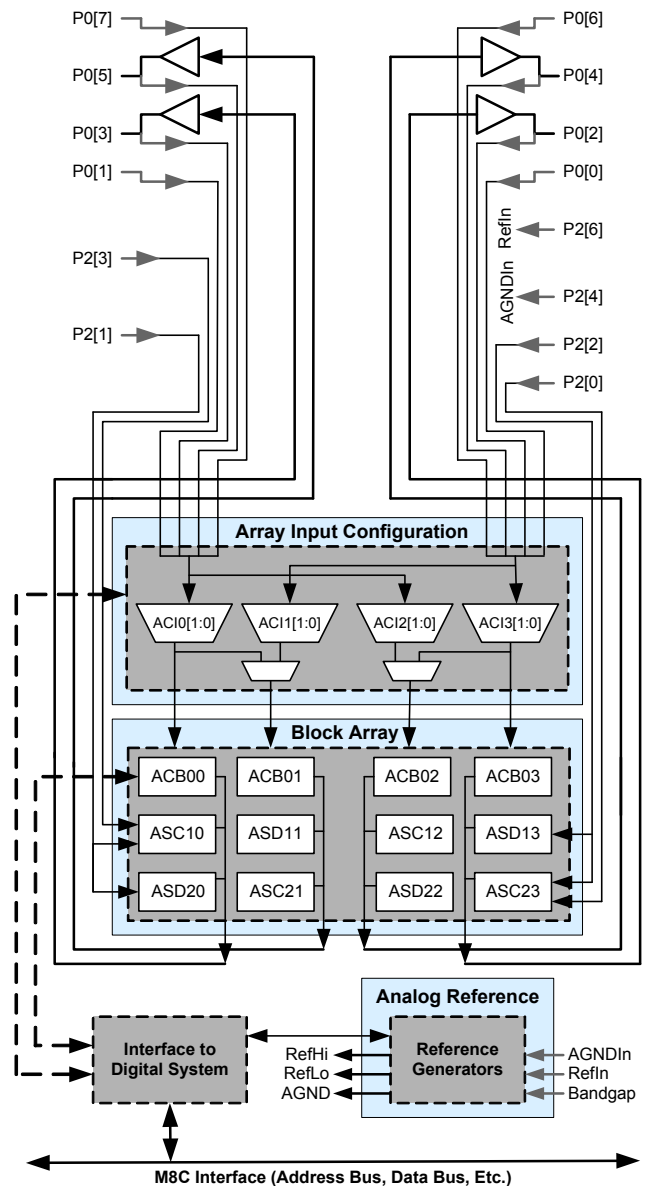 P0[7]
P0[6]
P0[5]
P0[4]
P0[3]
P0[2]
P0[1]
P0[0]
P2[3]
RefIn
P2[6]
AGNDIn
P2[4]
P2[1]
P2[2]
P2[0]
Array Input Configuration
ACI0[1:0]
ACI1[1:0]
ACI2[1:0]
ACI3[1:0]
Block Array
ACB00
ACB01
ACB02
ACB03
ASC10
ASD11
ASC12
ASD13
ASD20
ASC21
ASD22
ASC23
Analog Reference
Interface to
Digital System
RefHi
RefLo
AGND
Reference
Generators
AGNDIn
RefIn
Bandgap
M8C Interface (Address Bus, Data Bus, Etc.)